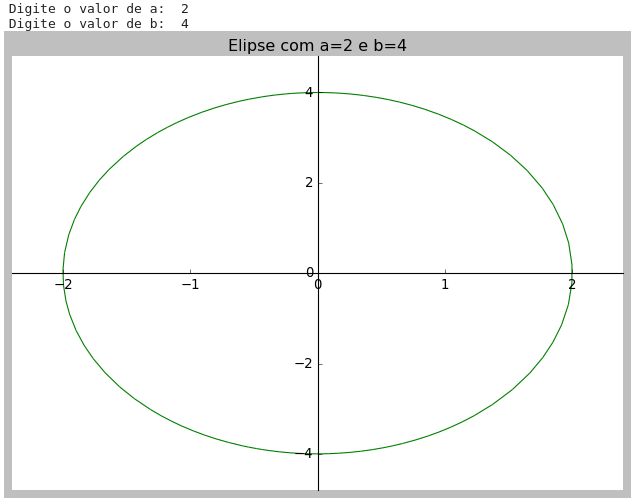 Digite o valor de a:  2
Digite o valor de b:  4
Elipse com a=2 e b=4
4
2
0
−2 −1 0 1 2
−2
−4